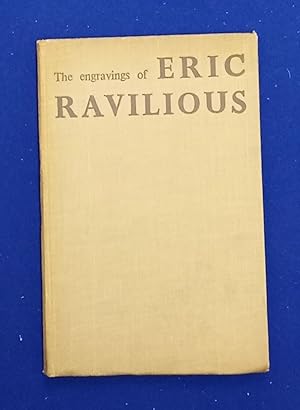 The engravings of ERIC
RAVILIOUS